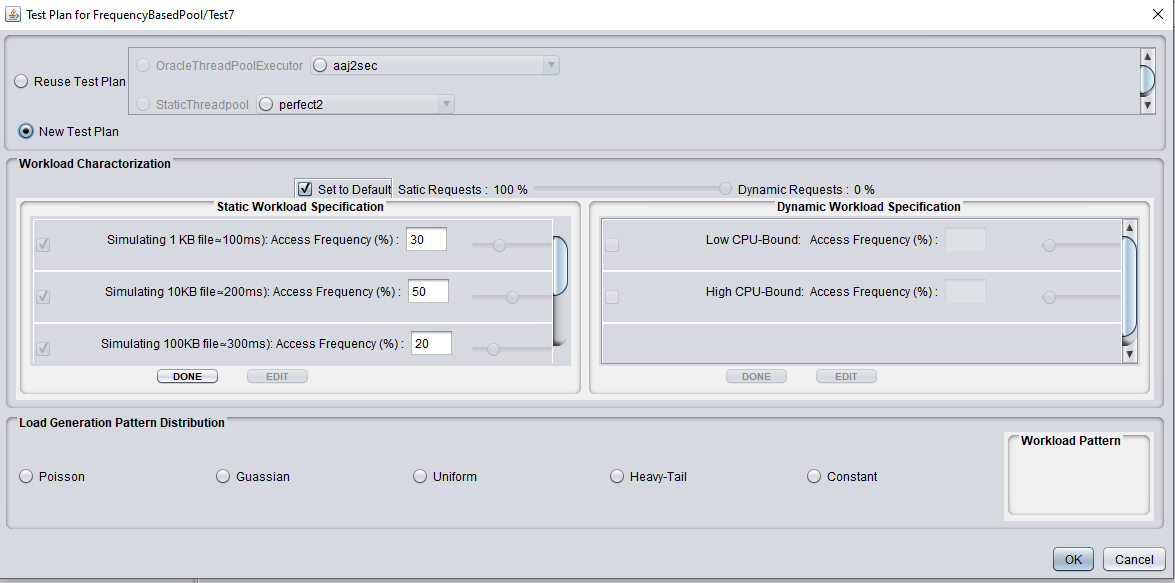 Test Plan for FrequencyBasedPool/Test7
OracleThreadPoolExecutor aaj2sec
Reuse Test Plan
StaticThreadpool perfect2
New Test Plan
Workload Charactorization
Set to Default Satic Requests : 100 % Dynamic Requests : 0 %
Static Workload Specification
Simulating 1 KB file≃100ms): Access Frequency (%) : 30
Simulating 10KB file≃200ms): Access Frequency (%) : 50
Simulating 100KB file≃300ms): Access Frequency (%) : 20
DONE EDIT
Dynamic Workload Specification
Low CPU-Bound: Access Frequency (%) :
High CPU-Bound: Access Frequency (%) :
DONE EDIT
Load Generation Pattern Distribution
Poisson Guassian Uniform Heavy-Tail Constant
Workload Pattern
OK Cancel